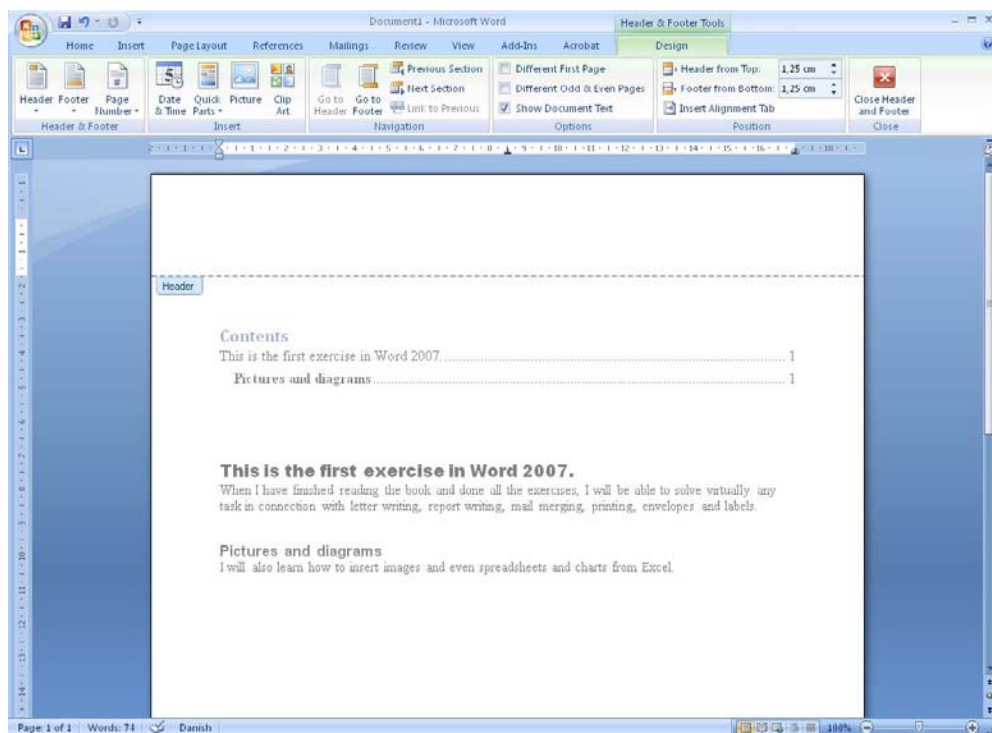 Document1 - Microsoft Word Header & Footer Tools
Home Insert Page Layout References Mailings Review View Add-Ins Acrobat Design
Header Footer Page Number
Date & Time Quick Parts Picture Clip Art
Go to Header Go to Footer
Previous Section
Next Section
Link to Previous
Different First Page
Different Odd & Even Pages
Show Document Text
Header from Top: 1,25 cm
Footer from Bottom: 1,25 cm
Insert Alignment Tab
Close Header and Footer
Header & Footer Insert Navigation Options Position Close
Header
Contents
This is the first exercise in Word 2007. 1
Pictures and diagrams 1
This is the first exercise in Word 2007.
When I have finished reading the book and done all the exercises, I will be able to solve virtually any
task in connection with letter writing, report writing, mail merging, printing, envelopes and labels.
Pictures and diagrams
I will also learn how to insert images and even spreadsheets and charts from Excel.
Page: 1 of 1 Words: 74 Danish 100%